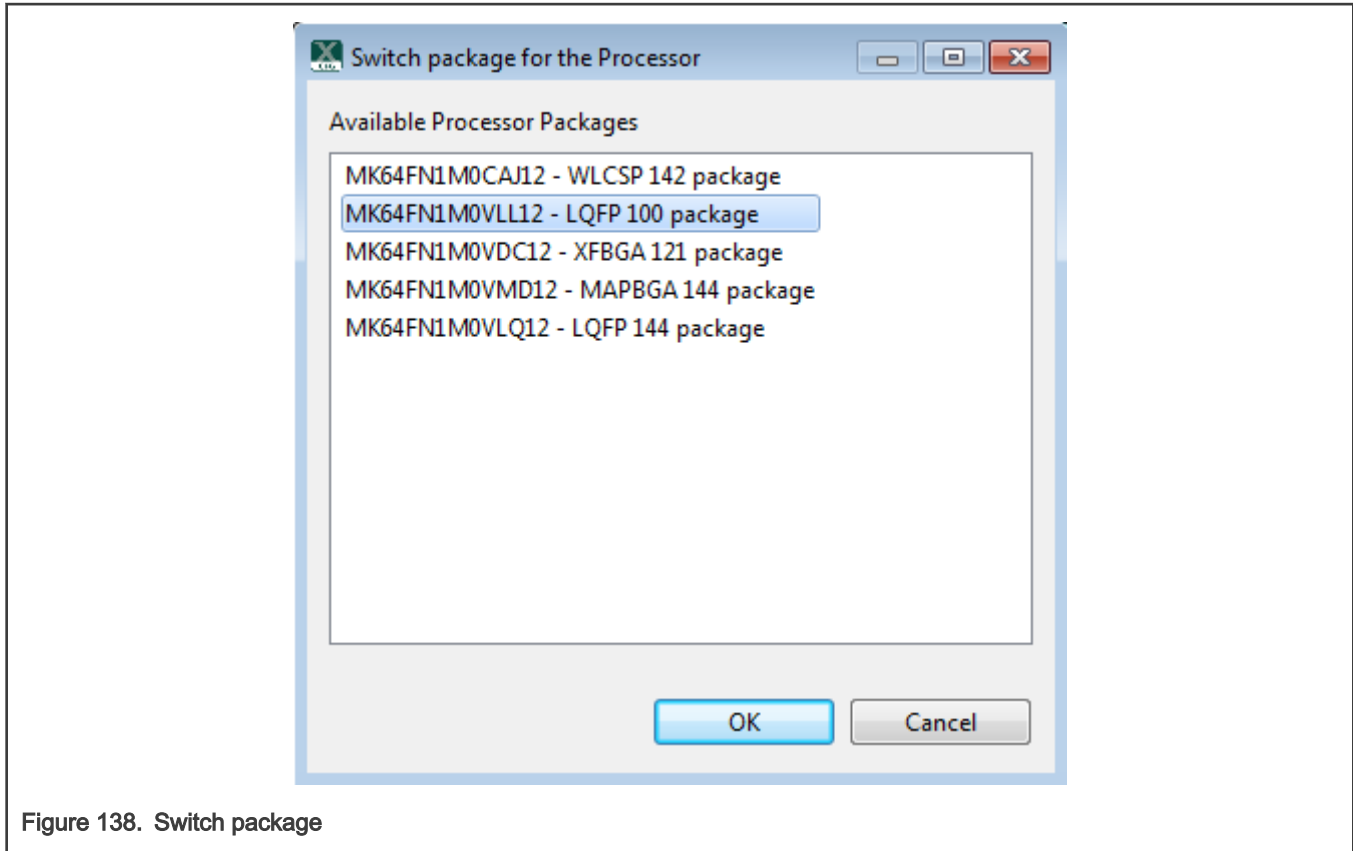 Switch package for the Processor
Available Processor Packages
MK64FN1M0CAJ12 - WLCSP 142 package
MK64FN1M0VLL12 - LQFP 100 package
MK64FN1M0VDC12 - XFBGA 121 package
MK64FN1M0VMD12 - MAPBGA 144 package
MK64FN1M0VLQ12 - LQFP 144 package
OK
Cancel
Figure 138. Switch package